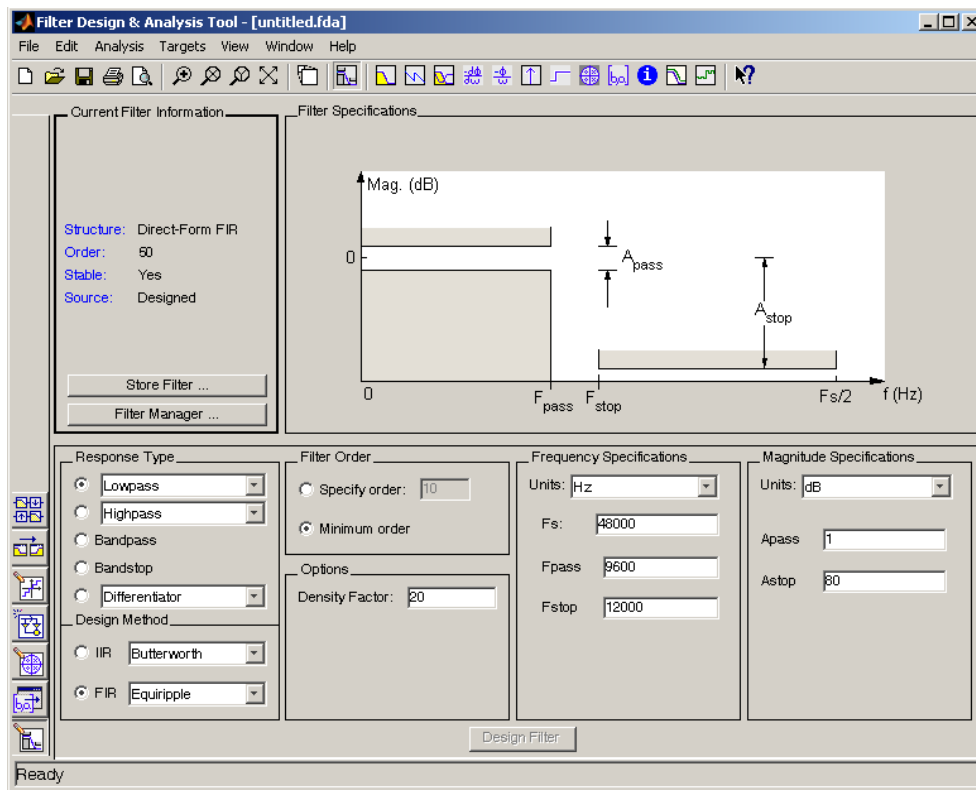 Filter Design & Analysis Tool - [untitled.fda]
File Edit Analysis Targets View Window Help
Current Filter Information
Structure: Direct-Form FIR
Order: 50
Stable: Yes
Source: Designed
Store Filter ...
Filter Manager ...
Filter Specifications
Mag. (dB)
0
Apass
Astop
0
Fpass
Fstop
Fs/2
f (Hz)
Response Type
Lowpass
Highpass
Bandpass
Bandstop
Differentiator
Design Method
IIR Butterworth
FIR Equiripple
Filter Order
Specify order: 10
Minimum order
Options
Density Factor: 20
Frequency Specifications
Units: Hz
Fs: 48000
Fpass 9600
Fstop 12000
Magnitude Specifications
Units: dB
Apass 1
Astop 80
Design Filter
Ready